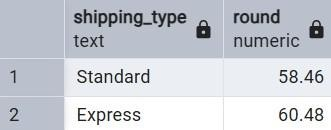 shipping_type round
text numeric
1 Standard 58.46
2 Express 60.48